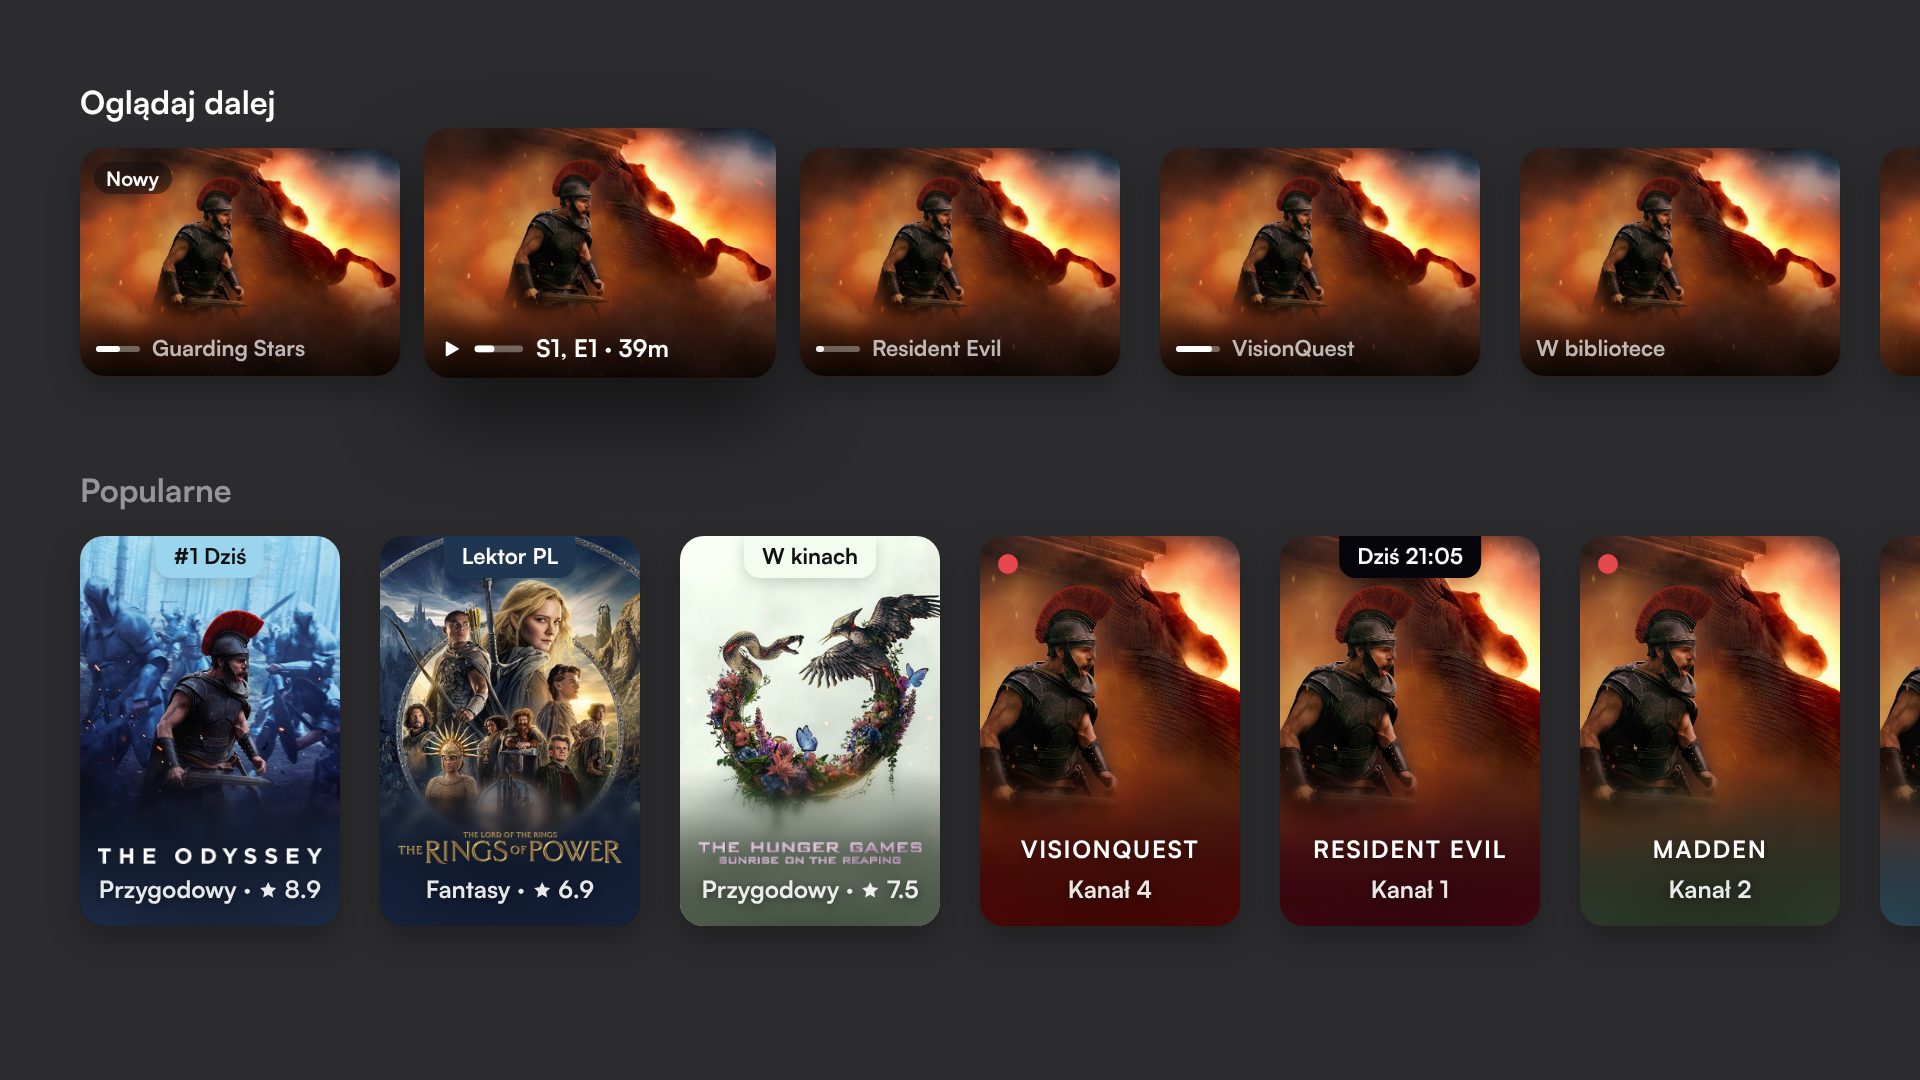 Oglądaj dalej
Nowy
Guarding Stars
S1, E1 · 39m
Resident Evil
VisionQuest
W bibliotece
Popularne
#1 Dziś
THE ODYSSEY
Przygodowy · ★ 8.9
Lektor PL
THE LORD OF THE RINGS
THE RINGS OF POWER
Fantasy · ★ 6.9
W kinach
THE HUNGER GAMES
SUNRISE ON THE REAPING
Przygodowy · ★ 7.5
VISIONQUEST
Kanał 4
Dziś 21:05
RESIDENT EVIL
Kanał 1
MADDEN
Kanał 2